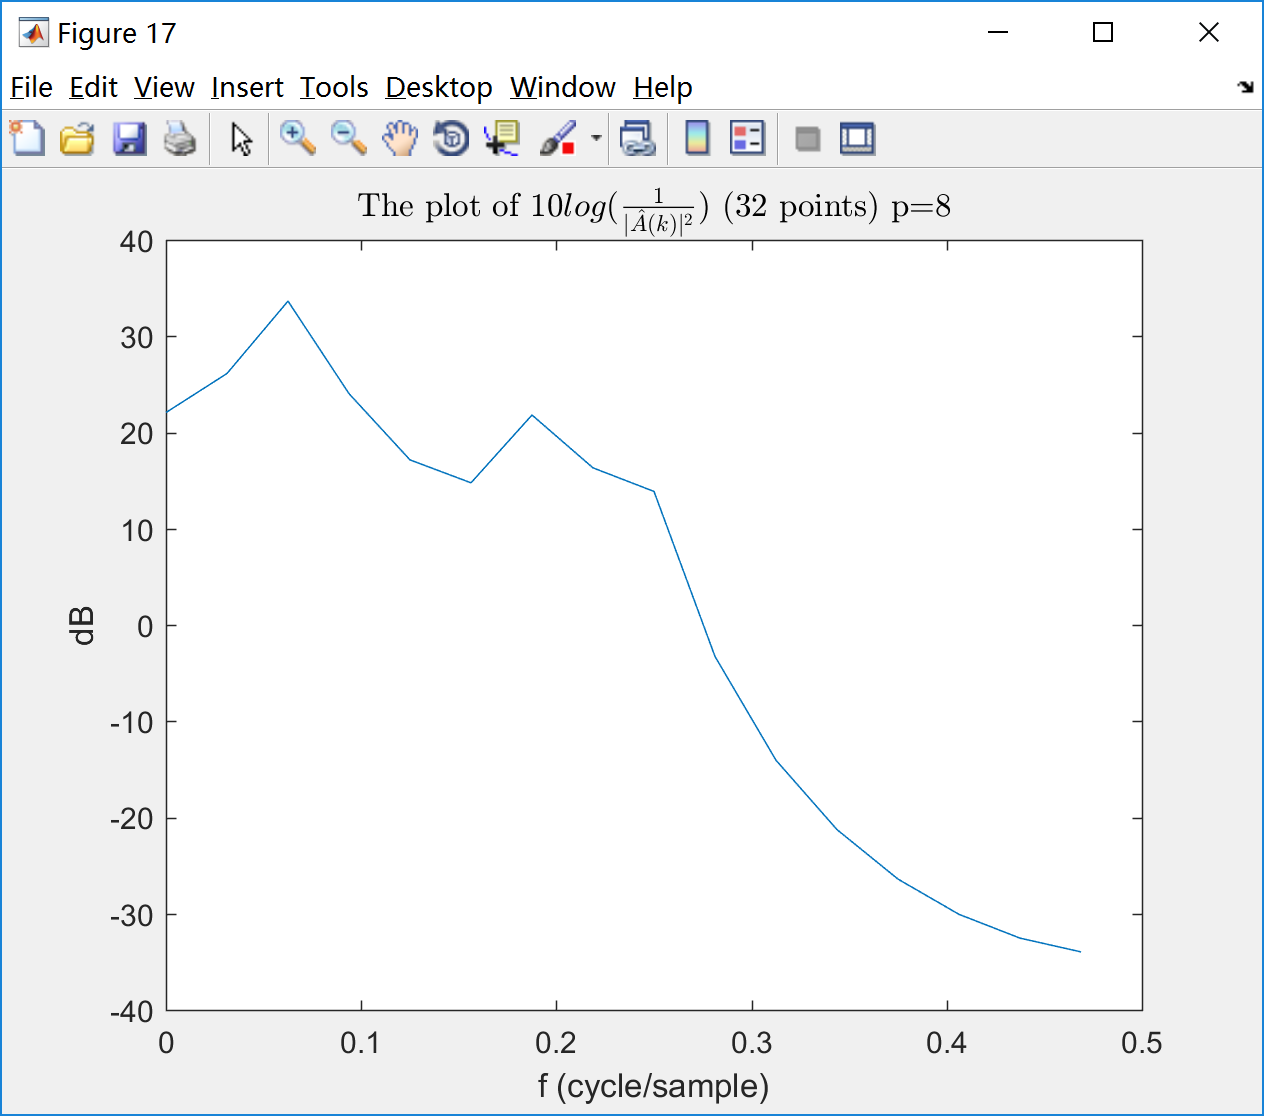 Figure 17
File Edit View Insert Tools Desktop Window Help
The plot of 10log(1/|Â(k)|²) (32 points) p=8
40
30
20
10
0
-10
-20
-30
-40
dB
0 0.1 0.2 0.3 0.4 0.5
f (cycle/sample)